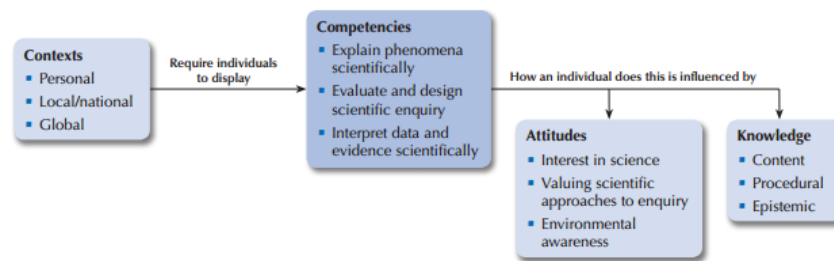 Contexts
Personal
Local/national
Global
Require individuals
to display
Competencies
Explain phenomena
scientifically
Evaluate and design
scientific enquiry
Interpret data and
evidence scientifically
How an individual does this is influenced by
Attitudes
Interest in science
Valuing scientific
approaches to enquiry
Environmental
awareness
Knowledge
Content
Procedural
Epistemic